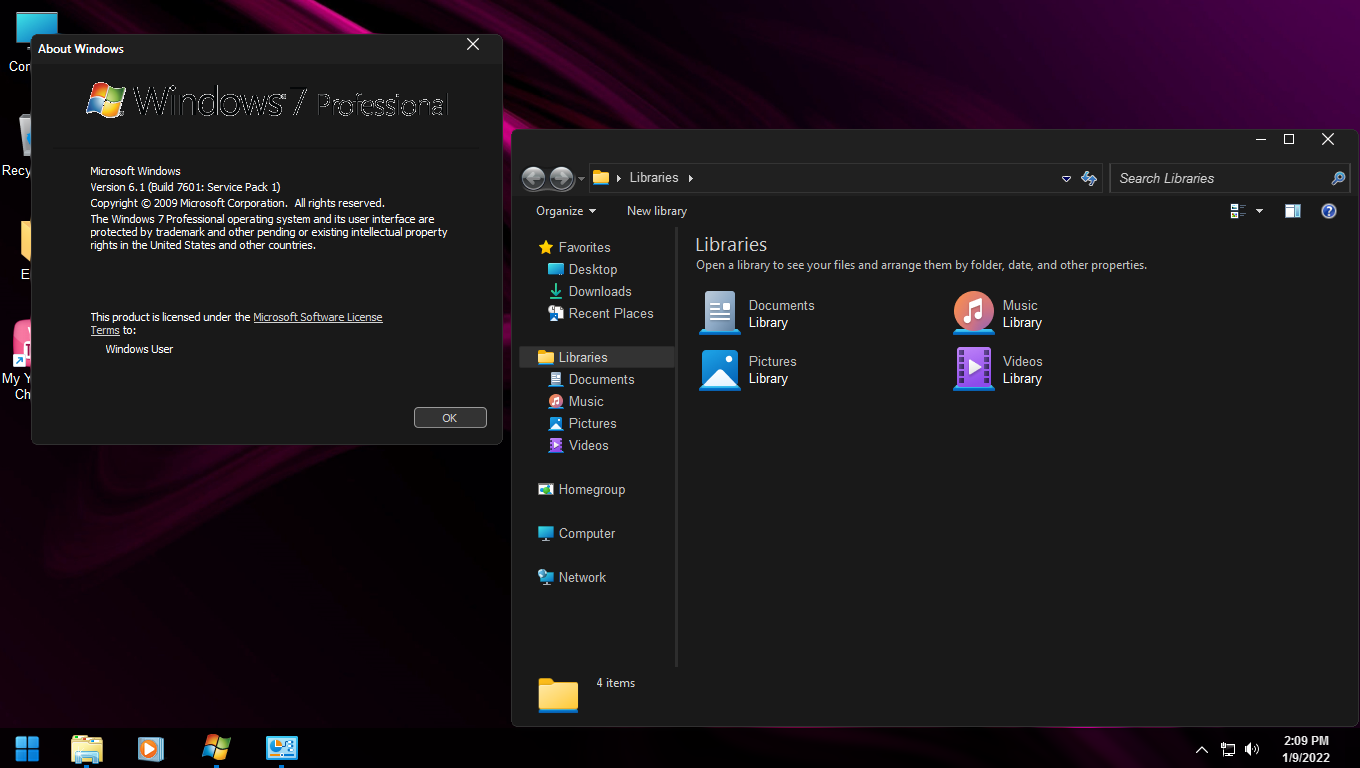 About Windows
Windows 7 Professional
Microsoft Windows
Version 6.1 (Build 7601: Service Pack 1)
Copyright © 2009 Microsoft Corporation. All rights reserved.
The Windows 7 Professional operating system and its user interface are
protected by trademark and other pending or existing intellectual property
rights in the United States and other countries.
This product is licensed under the Microsoft Software License
Terms to:
Windows User
OK
My
Libraries
Search Libraries
Organize
New library
Favorites
Desktop
Downloads
Recent Places
Libraries
Documents
Music
Pictures
Videos
Homegroup
Computer
Network
Libraries
Open a library to see your files and arrange them by folder, date, and other properties.
Documents
Library
Music
Library
Pictures
Library
Videos
Library
4 items
2:09 PM
1/9/2022